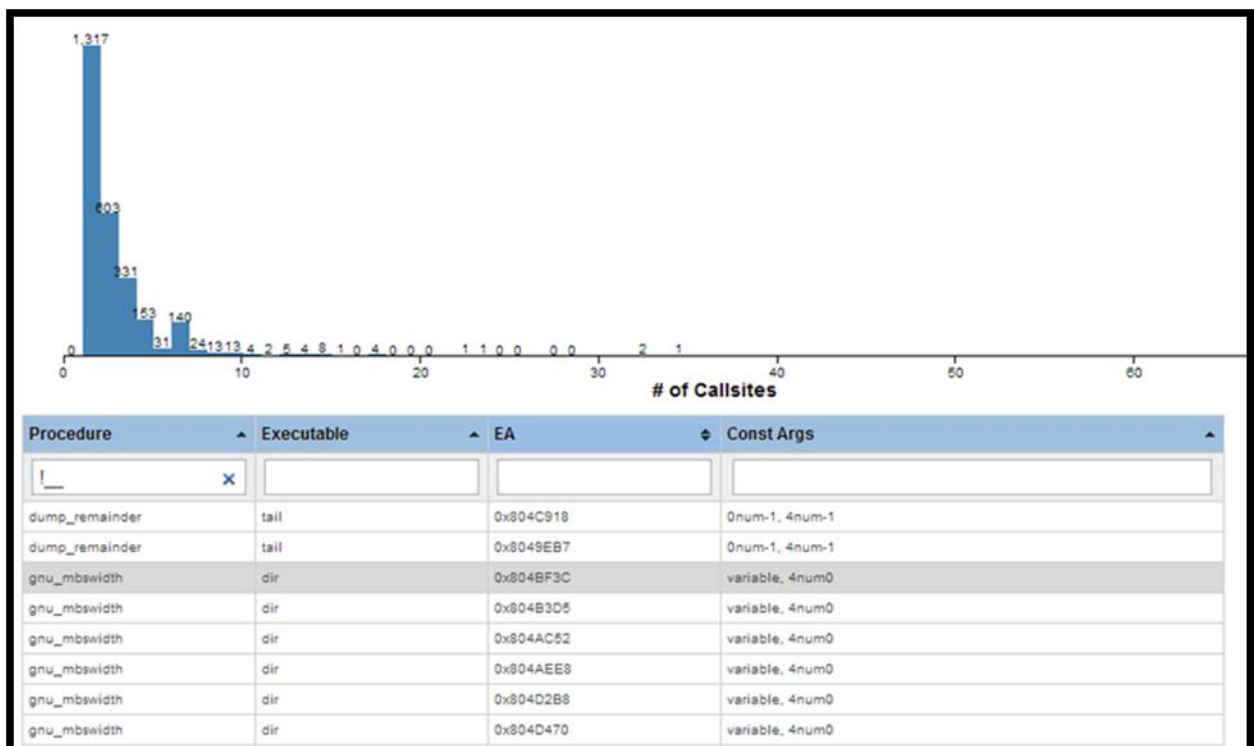 1,317
603
331
153 140
0 31 24 13 13 4 2 5 4 8 1 0 4 0 0 0 1 1 0 0 0 0 2 1
0 10 20 30 40 50 60
# of Callsites
Procedure Executable EA Const Args
!__ ×
dump_remainder tail 0x804C918 0num-1, 4num-1
dump_remainder tail 0x8049EB7 0num-1, 4num-1
gnu_mbswidth dir 0x804BF3C variable, 4num0
gnu_mbswidth dir 0x804B3D5 variable, 4num0
gnu_mbswidth dir 0x804AC52 variable, 4num0
gnu_mbswidth dir 0x804AEE8 variable, 4num0
gnu_mbswidth dir 0x804D2B8 variable, 4num0
gnu_mbswidth dir 0x804D470 variable, 4num0